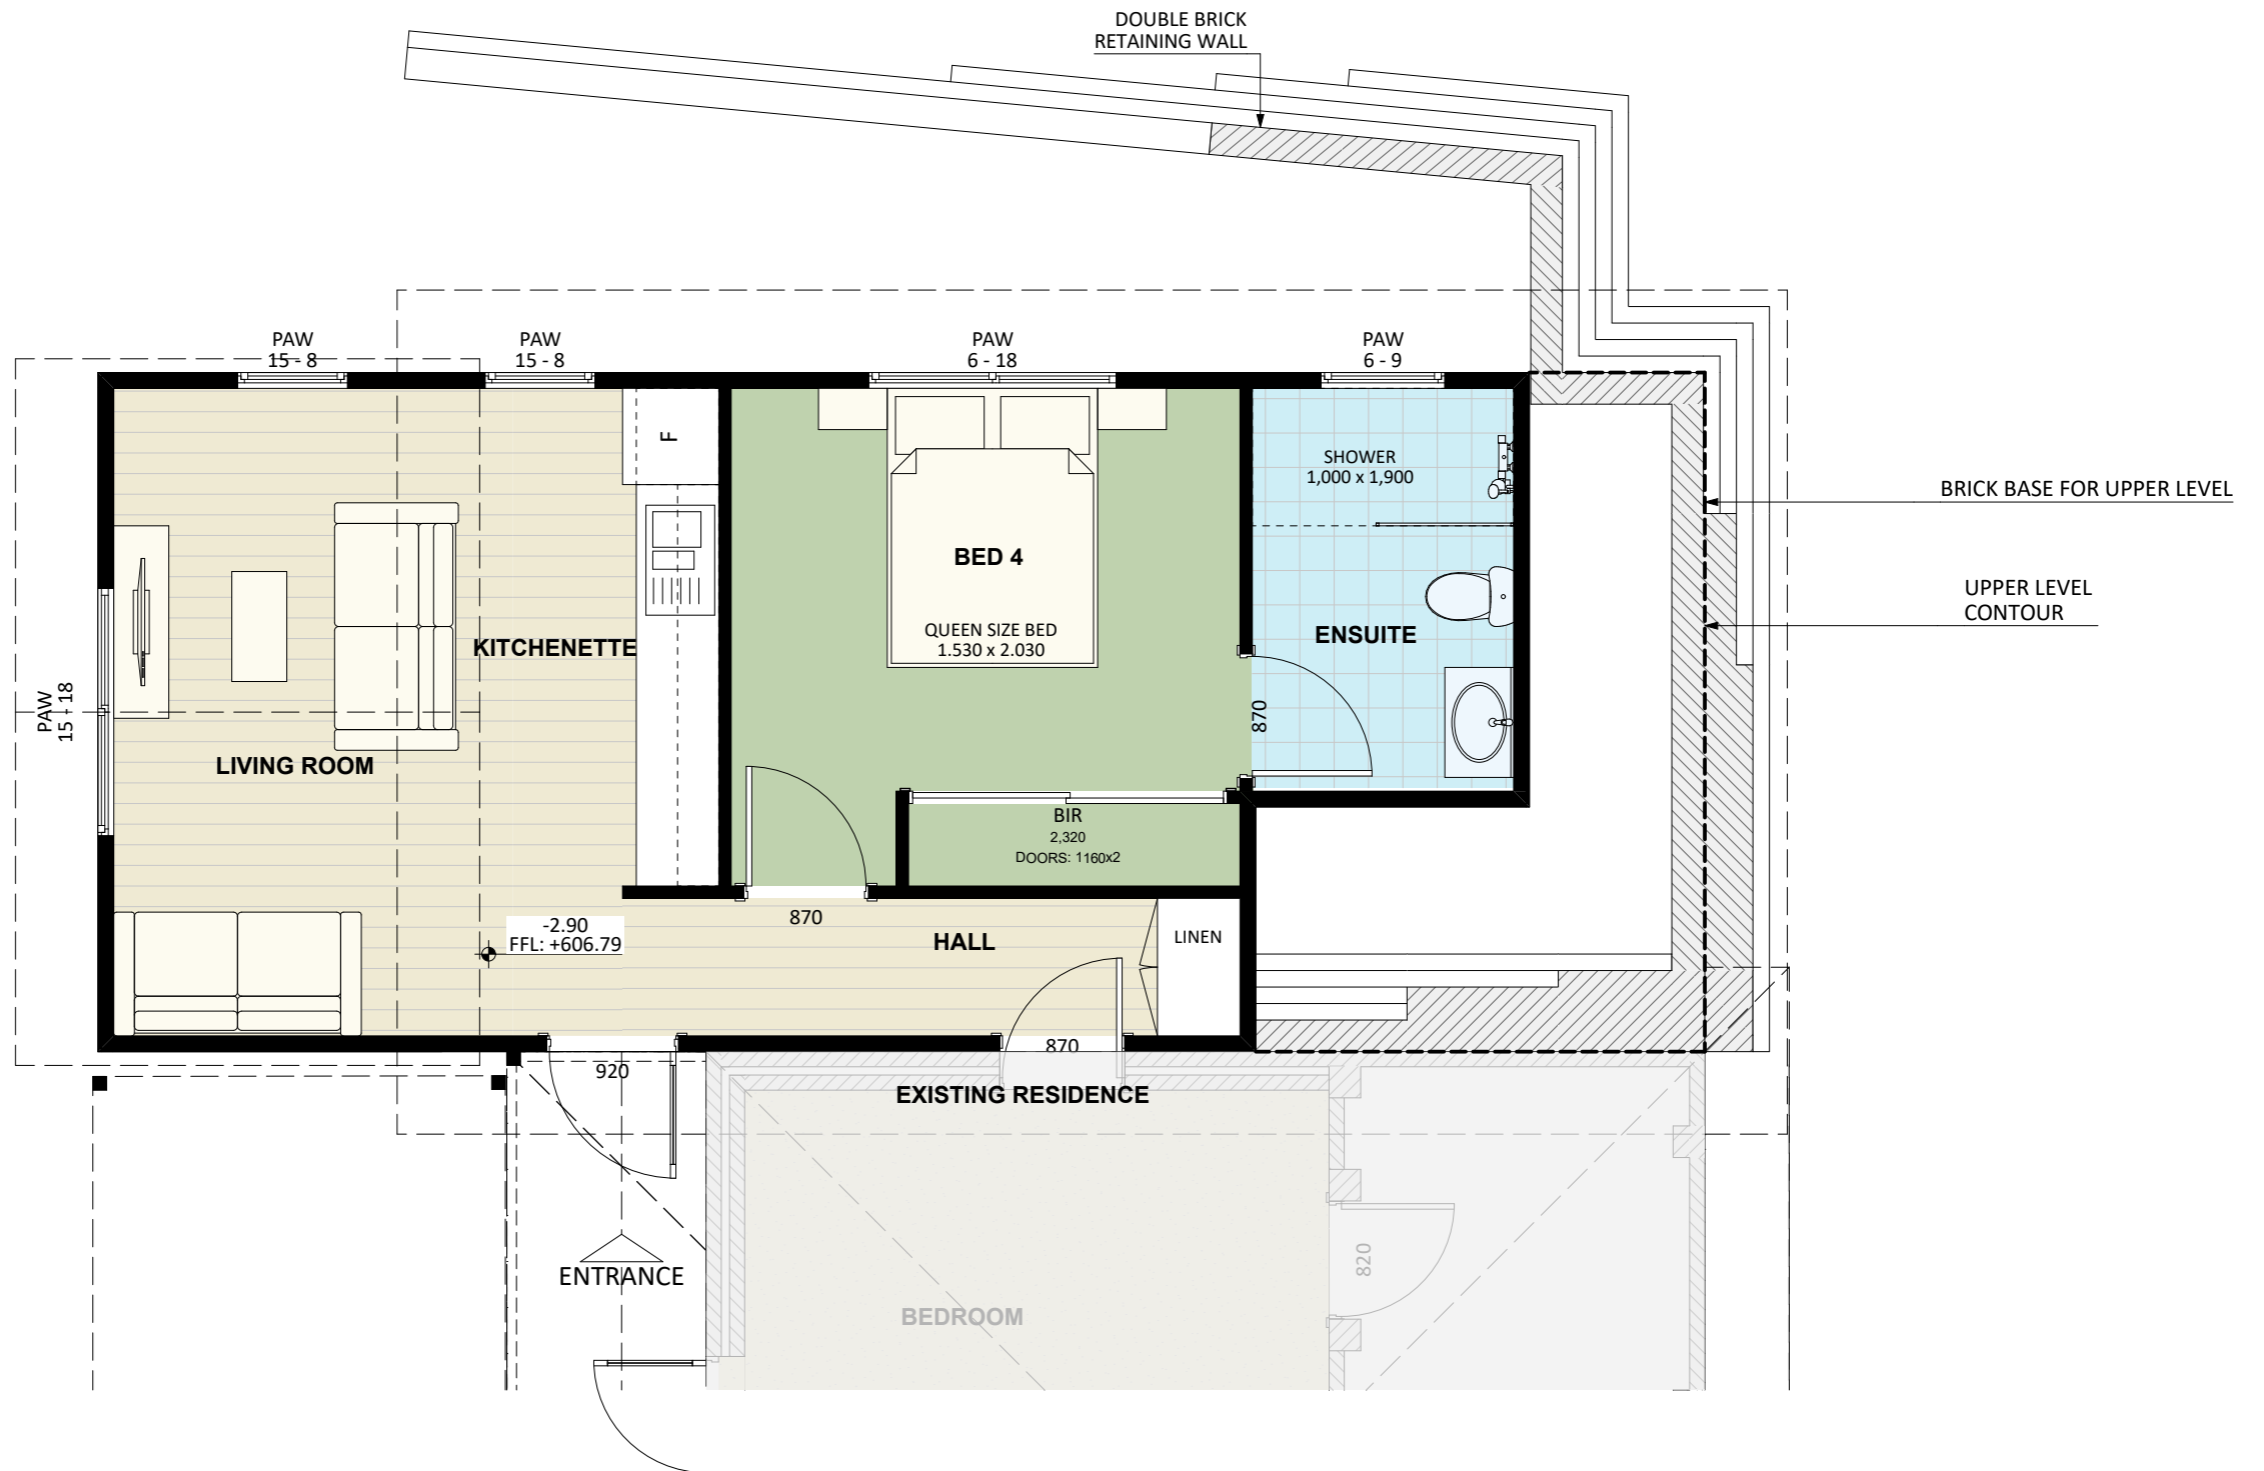 DOUBLE BRICK
RETAINING WALL
PAW
15 - 8
PAW
15 - 8
PAW
6 - 18
PAW
6 - 9
F
SHOWER
1,000 x 1,900
BRICK BASE FOR UPPER LEVEL
BED 4
UPPER LEVEL
CONTOUR
QUEEN SIZE BED
1.530 x 2.030
ENSUITE
KITCHENETTE
PAW
15 - 18
870
LIVING ROOM
BIR
2,320
DOORS: 1160x2
870
-2.90
FFL: +606.79
HALL
LINEN
870
920
EXISTING RESIDENCE
820
ENTRANCE
BEDROOM